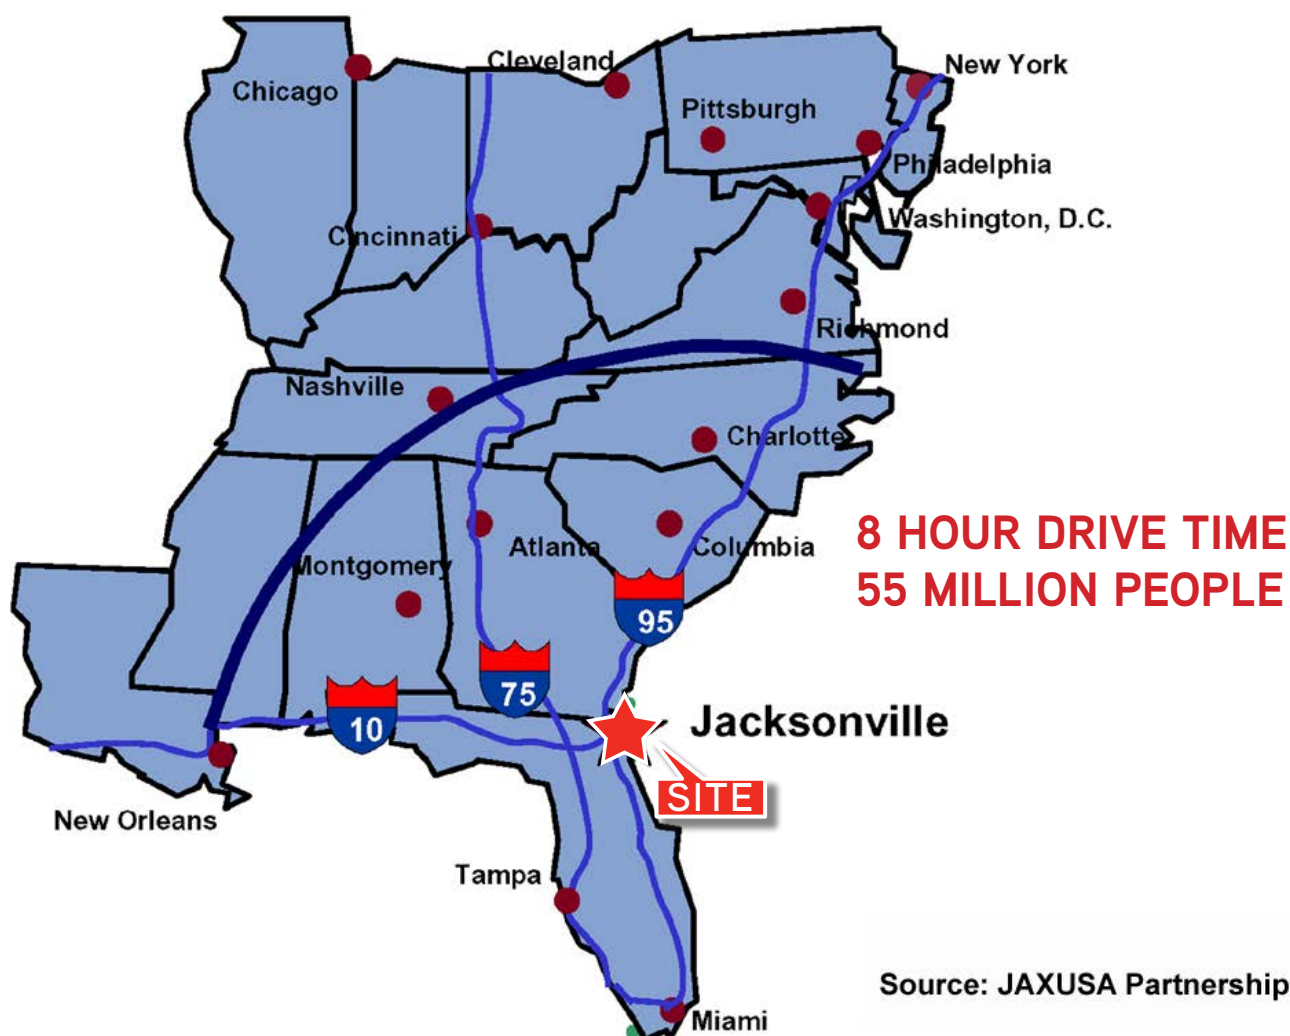 Cleveland
New York
Chicago
Pittsburgh
Philadelphia
Washington, D.C.
Cincinnati
Richmond
Nashville
Charlotte
8 HOUR DRIVE TIME
55 MILLION PEOPLE
Atlanta
Columbia
Montgomery
95
75
10
Jacksonville
SITE
New Orleans
Tampa
Source: JAXUSA Partnership
Miami